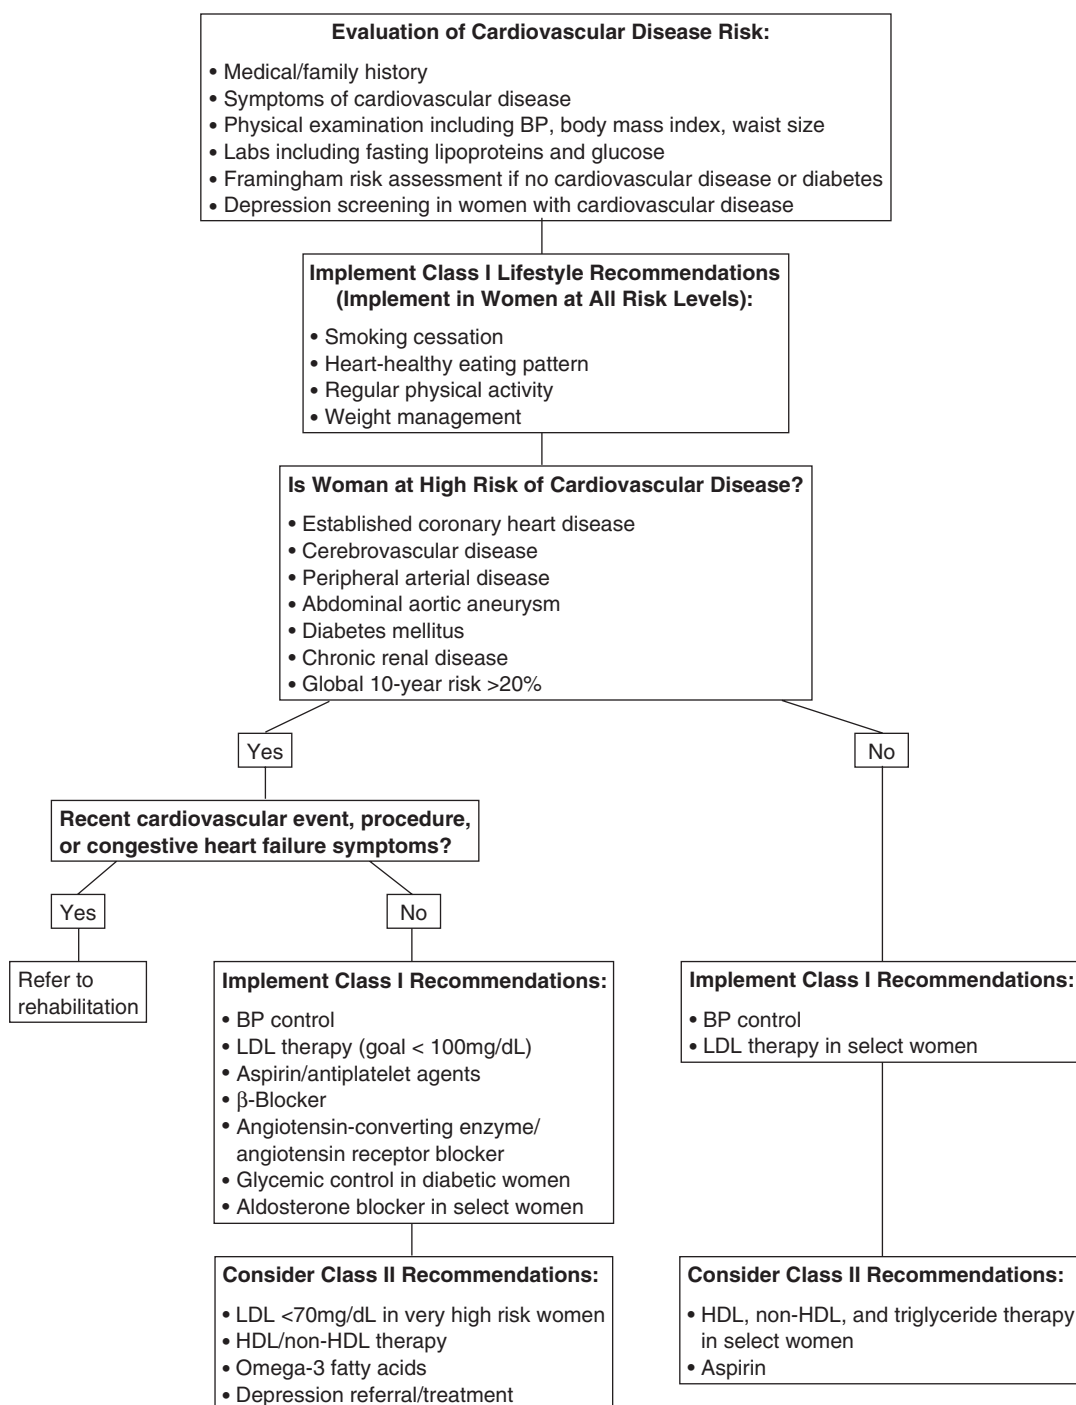 Evaluation of Cardiovascular Disease Risk:
• Medical/family history
• Symptoms of cardiovascular disease
• Physical examination including BP, body mass index, waist size
• Labs including fasting lipoproteins and glucose
• Framingham risk assessment if no cardiovascular disease or diabetes
• Depression screening in women with cardiovascular disease
Implement Class I Lifestyle Recommendations
(Implement in Women at All Risk Levels):
• Smoking cessation
• Heart-healthy eating pattern
• Regular physical activity
• Weight management
Is Woman at High Risk of Cardiovascular Disease?
• Established coronary heart disease
• Cerebrovascular disease
• Peripheral arterial disease
• Abdominal aortic aneurysm
• Diabetes mellitus
• Chronic renal disease
• Global 10-year risk >20%
Yes
No
Recent cardiovascular event, procedure,
or congestive heart failure symptoms?
Yes
No
Refer to
rehabilitation
Implement Class I Recommendations:
• BP control
• LDL therapy (goal < 100mg/dL)
• Aspirin/antiplatelet agents
• β-Blocker
• Angiotensin-converting enzyme/
angiotensin receptor blocker
• Glycemic control in diabetic women
• Aldosterone blocker in select women
Implement Class I Recommendations:
• BP control
• LDL therapy in select women
Consider Class II Recommendations:
• LDL <70mg/dL in very high risk women
• HDL/non-HDL therapy
• Omega-3 fatty acids
• Depression referral/treatment
Consider Class II Recommendations:
• HDL, non-HDL, and triglyceride therapy
in select women
• Aspirin